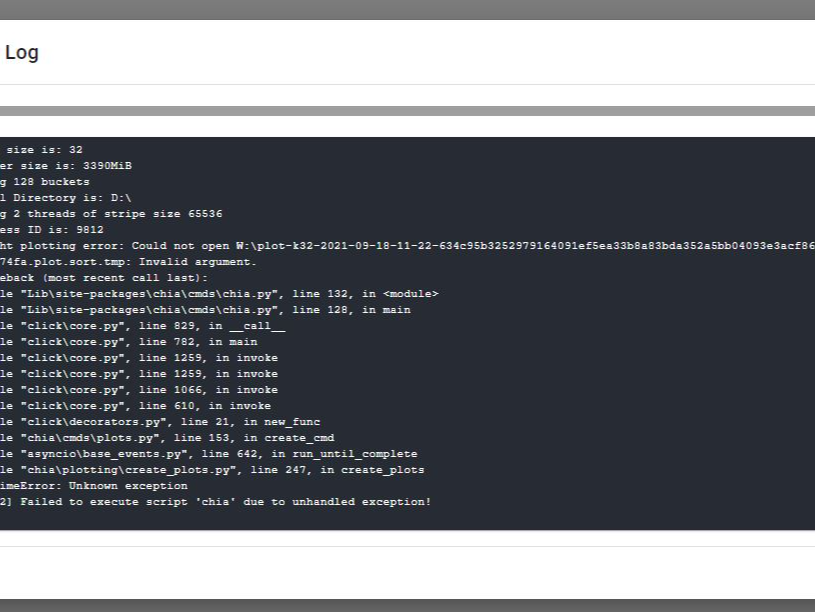 Log
size is: 32
er size is: 3390MiB
g 128 buckets
l Directory is: D:\
g 2 threads of stripe size 65536
ess ID is: 9812
ht plotting error: Could not open W:\plot-k32-2021-09-18-11-22-634c95b3252979164091ef5ea33b8a83bda352a5bb04093e3acf86
74fa.plot.sort.tmp: Invalid argument.
eback (most recent call last):
le "Lib\site-packages\chia\cmds\chia.py", line 132, in <module>
le "Lib\site-packages\chia\cmds\chia.py", line 128, in main
le "click\core.py", line 829, in __call__
le "click\core.py", line 782, in main
le "click\core.py", line 1259, in invoke
le "click\core.py", line 1259, in invoke
le "click\core.py", line 1066, in invoke
le "click\core.py", line 610, in invoke
le "click\decorators.py", line 21, in new_func
le "chia\cmds\plots.py", line 153, in create_cmd
le "asyncio\base_events.py", line 642, in run_until_complete
le "chia\plotting\create_plots.py", line 247, in create_plots
imeError: Unknown exception
2] Failed to execute script 'chia' due to unhandled exception!